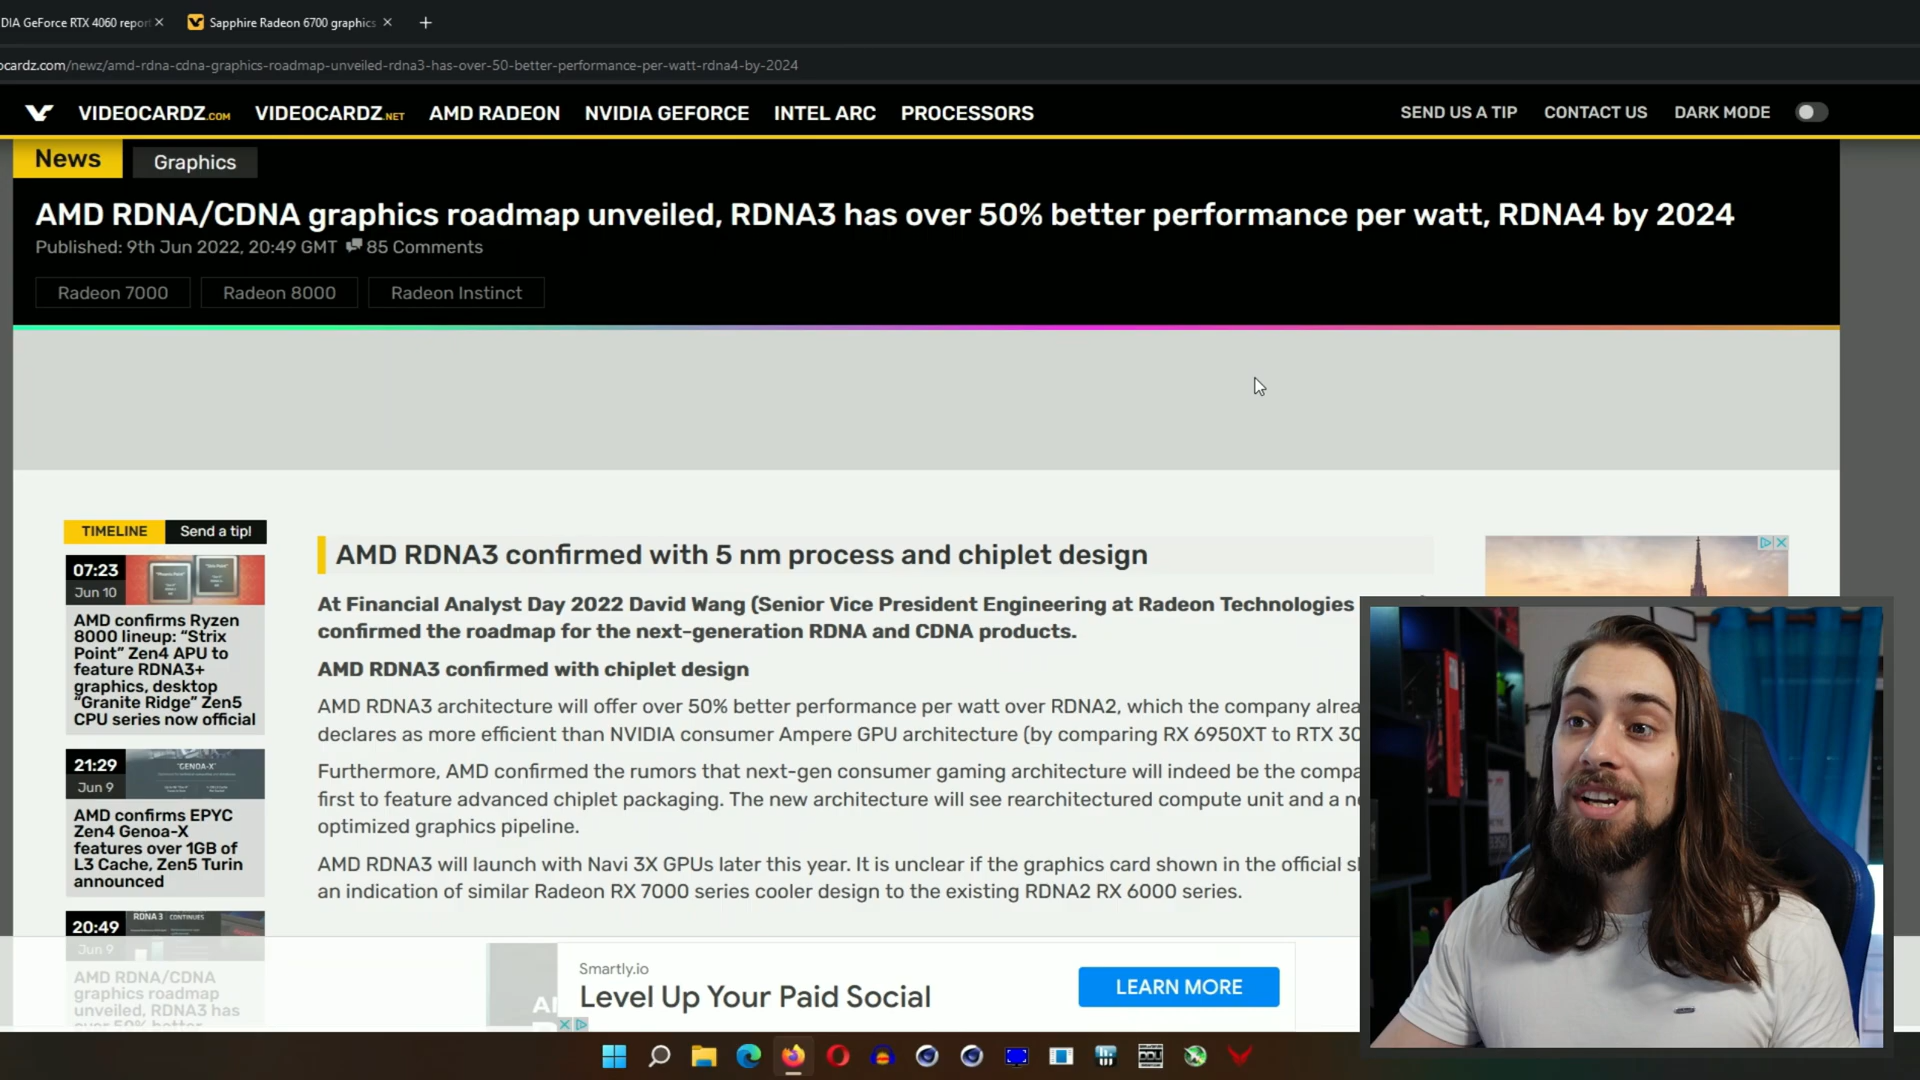 DIA GeForce RTX 4060 repor
Sapphire Radeon 6700 graphics
ocardz.com/newz/amd-rdna-cdna-graphics-roadmap-unveiled-rdna3-has-over-50-better-performance-per-watt-rdna4-by-2024
VIDEOCARDZ.COM VIDEOCARDZ.NET AMD RADEON NVIDIA GEFORCE INTEL ARC PROCESSORS SEND US A TIP CONTACT US DARK MODE
News
Graphics
AMD RDNA/CDNA graphics roadmap unveiled, RDNA3 has over 50% better performance per watt, RDNA4 by 2024
Published: 9th Jun 2022, 20:49 GMT 85 Comments
Radeon 7000 Radeon 8000 Radeon Instinct
TIMELINE Send a tip!
07:23
Jun 10
AMD confirms Ryzen
8000 lineup: “Strix
Point” Zen4 APU to
feature RDNA3+
graphics, desktop
“Granite Ridge” Zen5
CPU series now official
21:29
Jun 9
"GENOA-X"
AMD confirms EPYC
Zen4 Genoa-X
features over 1GB of
L3 Cache, Zen5 Turin
announced
20:49
Jun 9
RDNA 3 CONTINUES
AMD RDNA/CDNA
graphics roadmap
unveiled, RDNA3 has
over 50% better
AMD RDNA3 confirmed with 5 nm process and chiplet design
At Financial Analyst Day 2022 David Wang (Senior Vice President Engineering at Radeon Technologies
confirmed the roadmap for the next-generation RDNA and CDNA products.
AMD RDNA3 confirmed with chiplet design
AMD RDNA3 architecture will offer over 50% better performance per watt over RDNA2, which the company alrea
declares as more efficient than NVIDIA consumer Ampere GPU architecture (by comparing RX 6950XT to RTX 30
Furthermore, AMD confirmed the rumors that next-gen consumer gaming architecture will indeed be the compa
first to feature advanced chiplet packaging. The new architecture will see rearchitectured compute unit and a n
optimized graphics pipeline.
AMD RDNA3 will launch with Navi 3X GPUs later this year. It is unclear if the graphics card shown in the official sl
an indication of similar Radeon RX 7000 series cooler design to the existing RDNA2 RX 6000 series.
Smartly.io
Level Up Your Paid Social
LEARN MORE
DDU